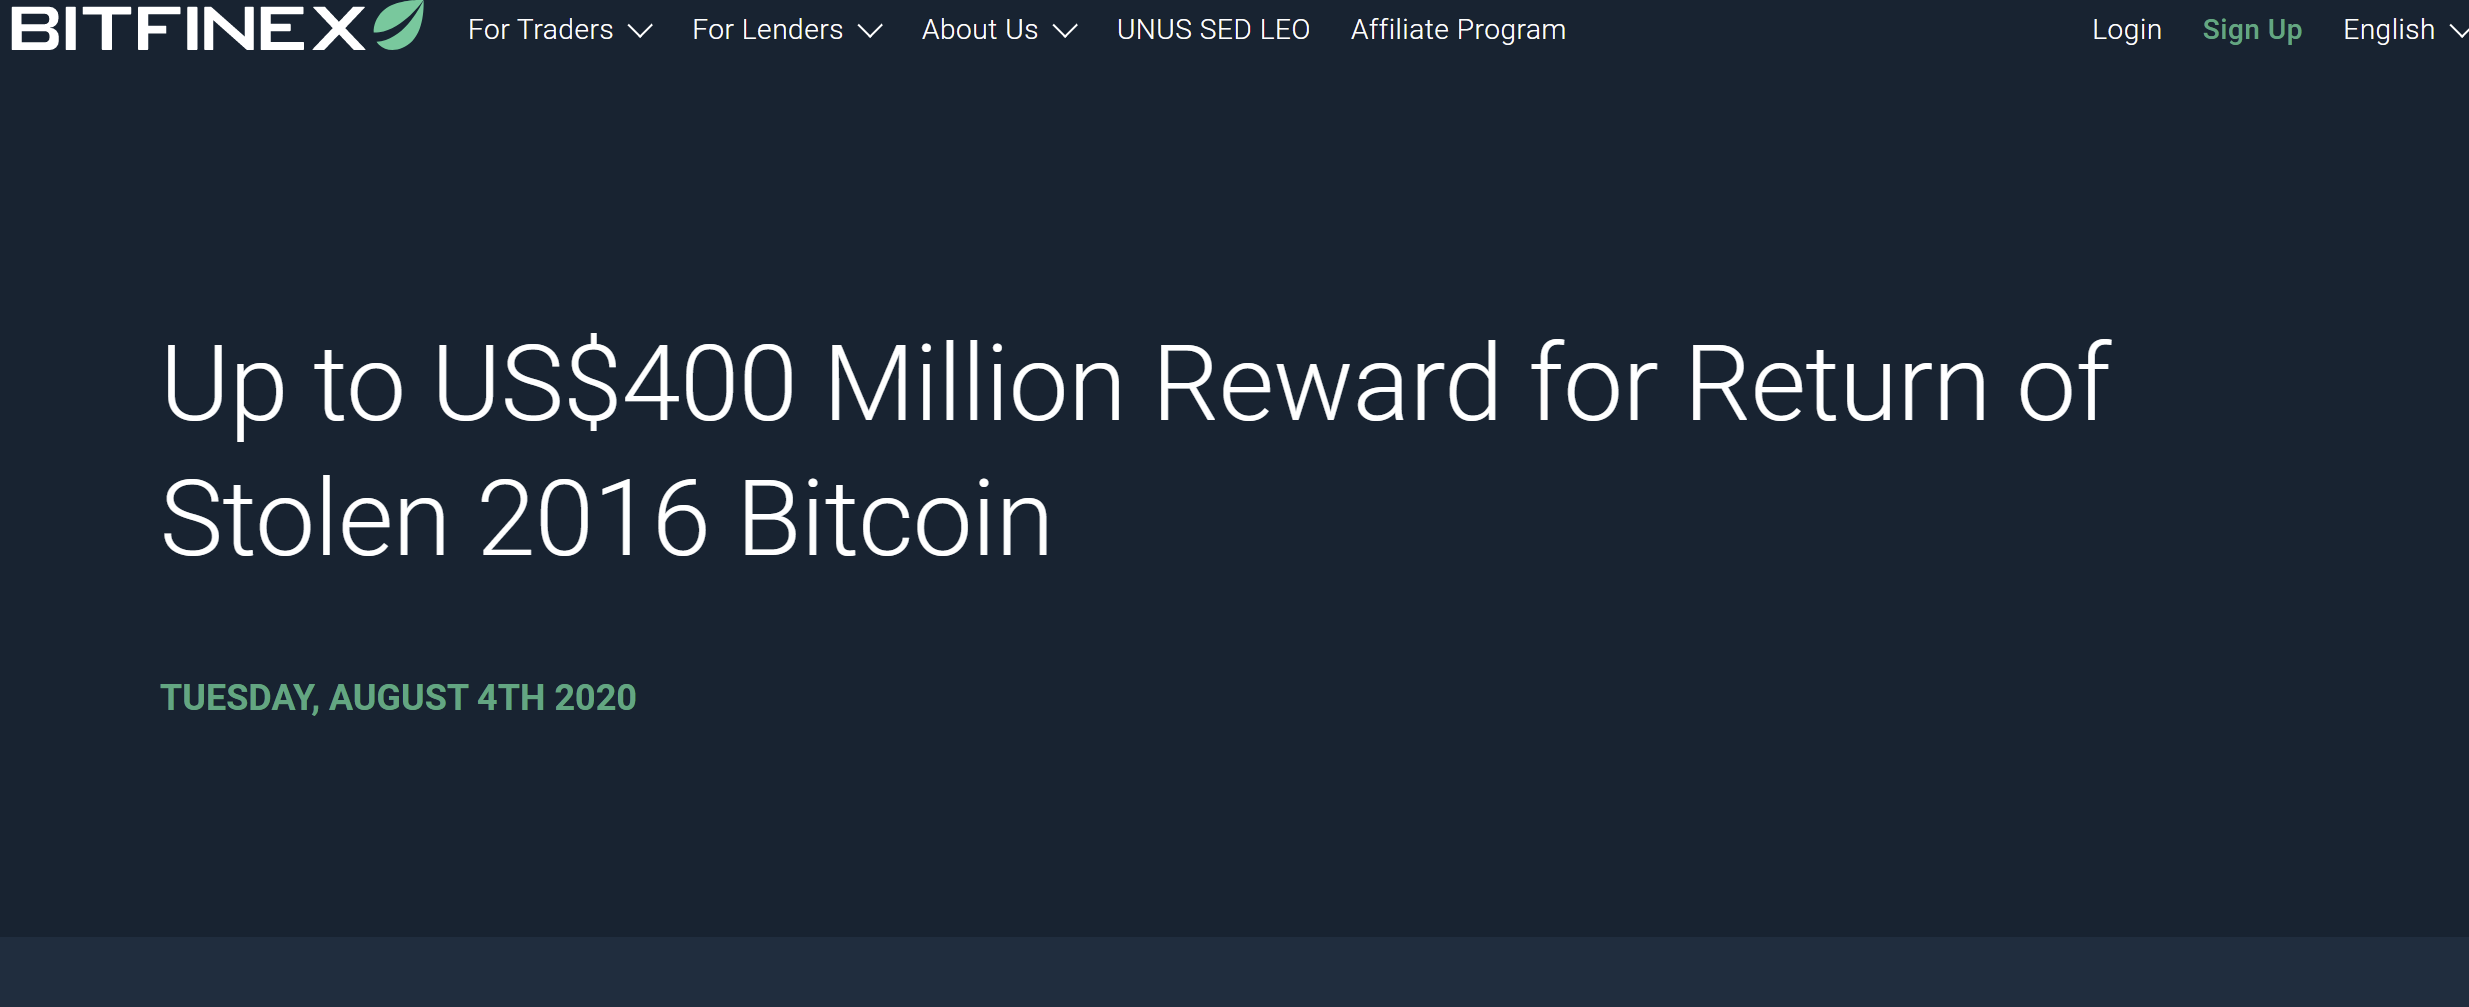 BITFINEX For Traders For Lenders About Us UNUS SED LEO Affiliate Program Login Sign Up English
Up to US$400 Million Reward for Return of
Stolen 2016 Bitcoin
TUESDAY, AUGUST 4TH 2020